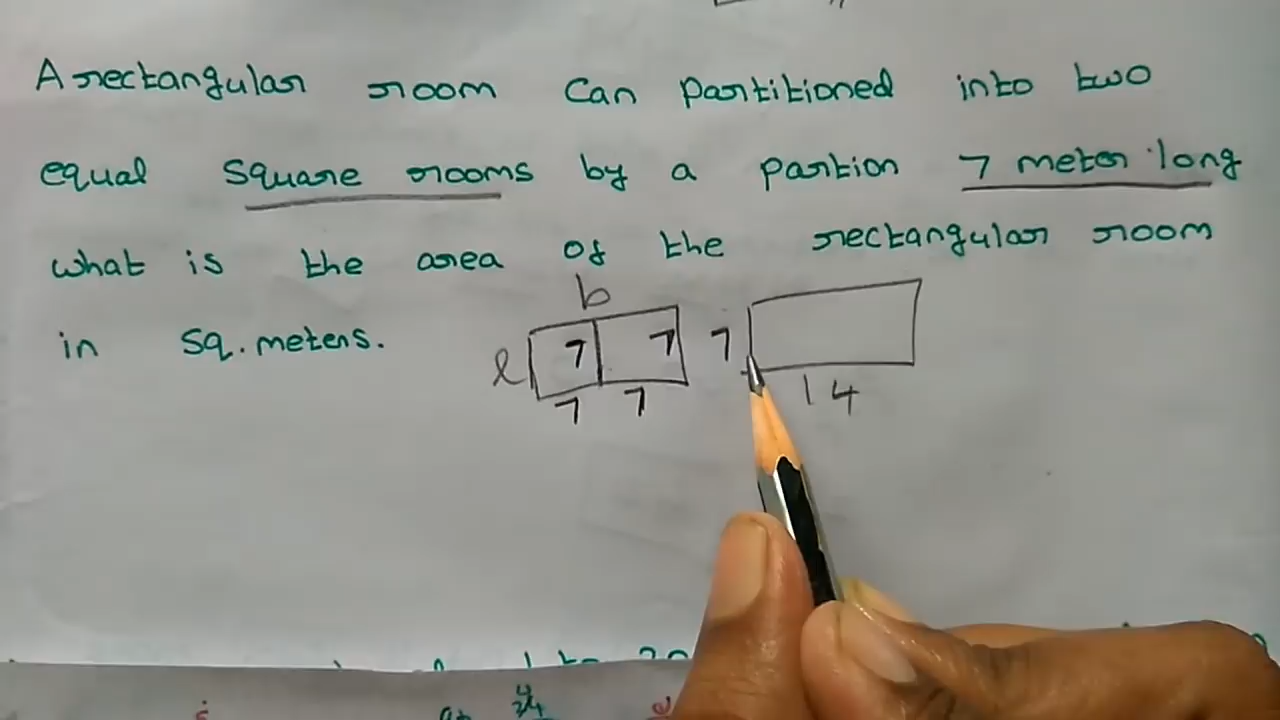 A rectangular room can partitioned into two
equal square rooms by a partion 7 meter long
what is the area of the rectangular room
in sq. meters.
b
l 7 7 7
7 7 14